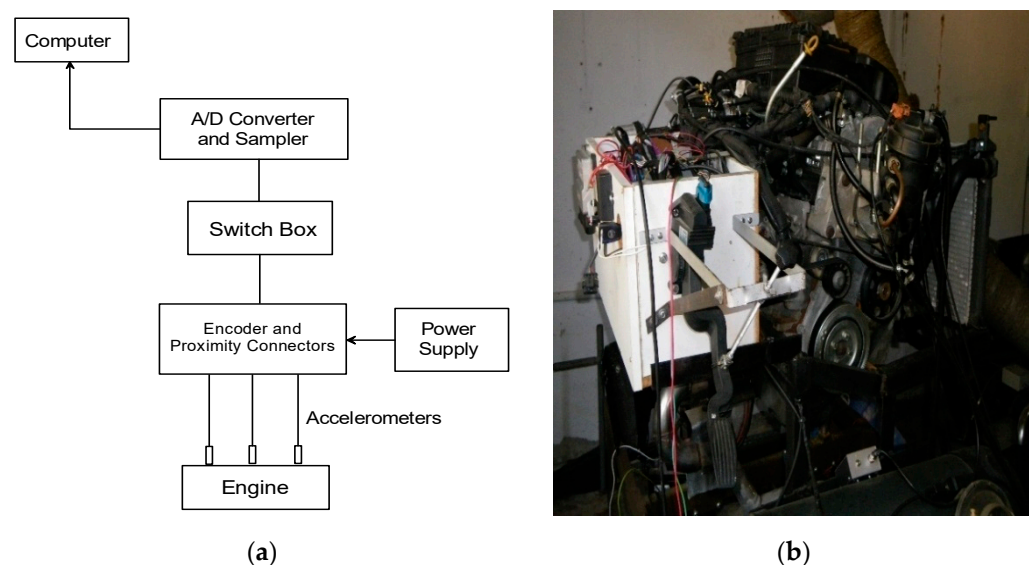 Computer
A/D Converter
and Sampler
Switch Box
Encoder and
Proximity Connectors
Power
Supply
Accelerometers
Engine
(a)
(b)